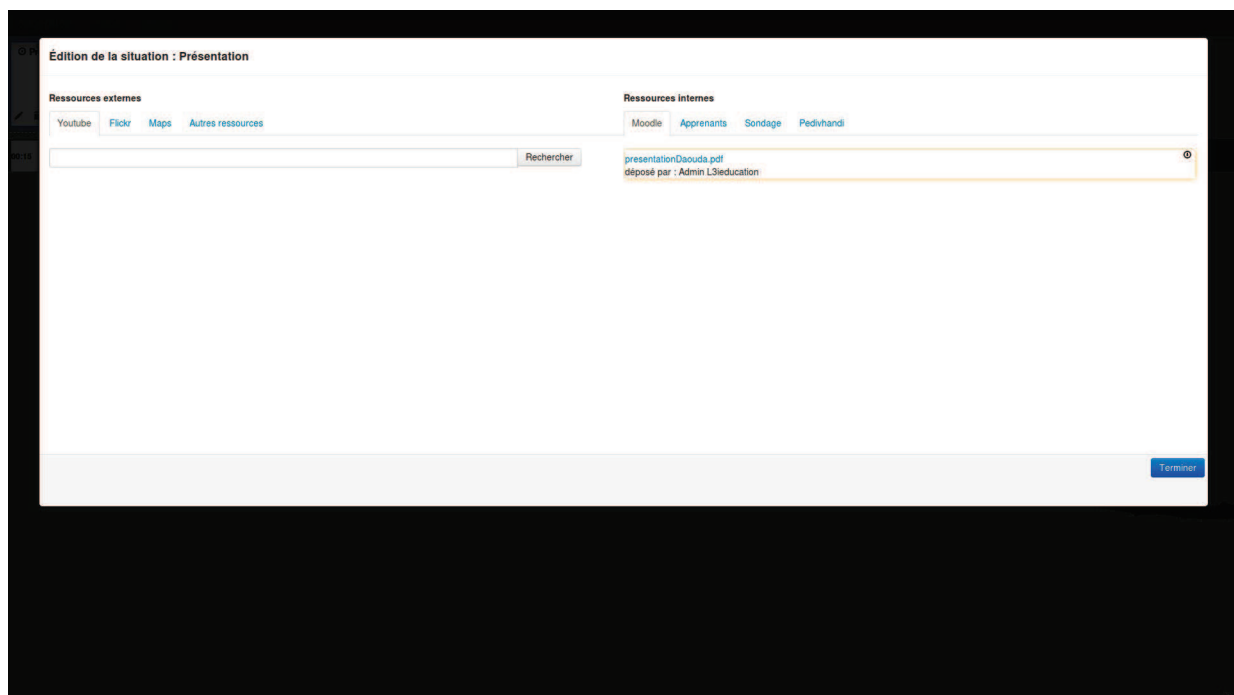 Édition de la situation : Présentation
Ressources externes
Youtube Flickr Maps Autres ressources
Rechercher
Ressources internes
Moodle Apprenants Sondage Pedivhandi
presentationDaouda.pdf
déposé par : Admin L3ieducation
Terminer